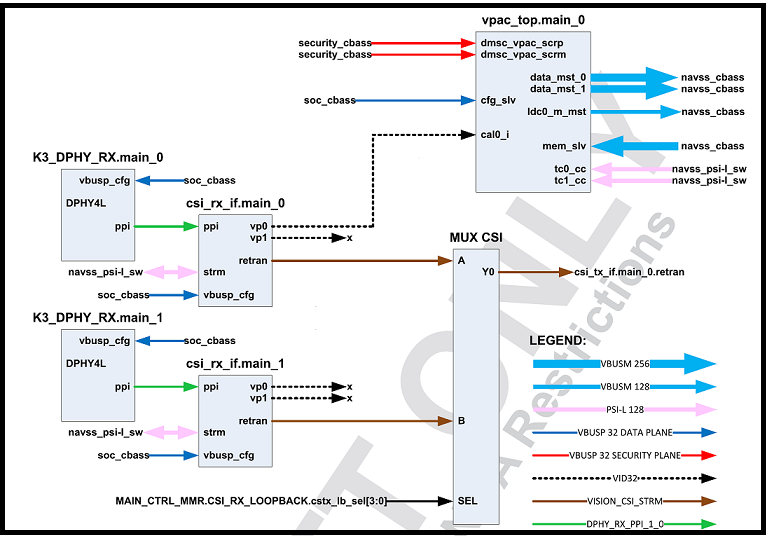 vpac_top.main_0
security_cbass
dmsc_vpac_scrp
security_cbass
dmsc_vpac_scrm
data_mst_0
navss_cbass
data_mst_1
soc_cbass
cfg_slv
ldc0_m_mst
navss_cbass
cal0_i
mem_slv
navss_cbass
tc0_cc
navss_psi-l_sw
tc1_cc
navss_psi-l_sw
K3_DPHY_RX.main_0
vbusp_cfg
soc_cbass
DPHY4L
ppi
csi_rx_if.main_0
ppi
vp0
vp1
x
retran
navss_psi-l_sw
strm
soc_cbass
vbusp_cfg
MUX CSI
A
Y0
csi_tx_if.main_0.retran
K3_DPHY_RX.main_1
vbusp_cfg
soc_cbass
DPHY4L
ppi
csi_rx_if.main_1
ppi
vp0
x
vp1
x
retran
B
navss_psi-l_sw
strm
soc_cbass
vbusp_cfg
MAIN_CTRL_MMR.CSI_RX_LOOPBACK.cstx_lb_sel[3:0]
SEL
LEGEND:
VBUSM 256
VBUSM 128
PSI-L 128
VBUSP 32 DATA PLANE
VBUSP 32 SECURITY PLANE
VID32
VISION_CSI_STRM
DPHY_RX_PPI_1_0
ONLY
A Restrictions